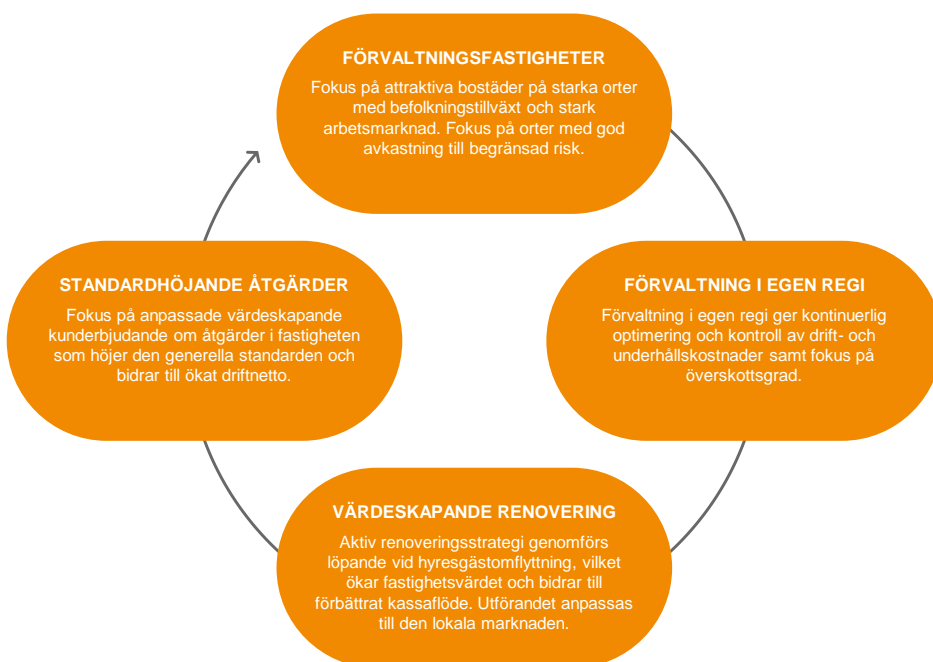 FÖRVALTNINGSFASTIGHETER
Fokus på attraktiva bostäder på starka orter
med befolkningstillväxt och stark
arbetsmarknad. Fokus på orter med god
avkastning till begränsad risk.
STANDARDHÖJANDE ÅTGÄRDER
Fokus på anpassade värdeskapande
kunderbjudande om åtgärder i fastigheten
som höjer den generella standarden och
bidrar till ökat driftnetto.
FÖRVALTNING I EGEN REGI
Förvaltning i egen regi ger kontinuerlig
optimering och kontroll av drift- och
underhållskostnader samt fokus på
överskottsgrad.
VÄRDESKAPANDE RENOVERING
Aktiv renoveringsstrategi genomförs
löpande vid hyresgästomflyttning, vilket
ökar fastighetsvärdet och bidrar till
förbättrat kassaflöde. Utförandet anpassas
till den lokala marknaden.